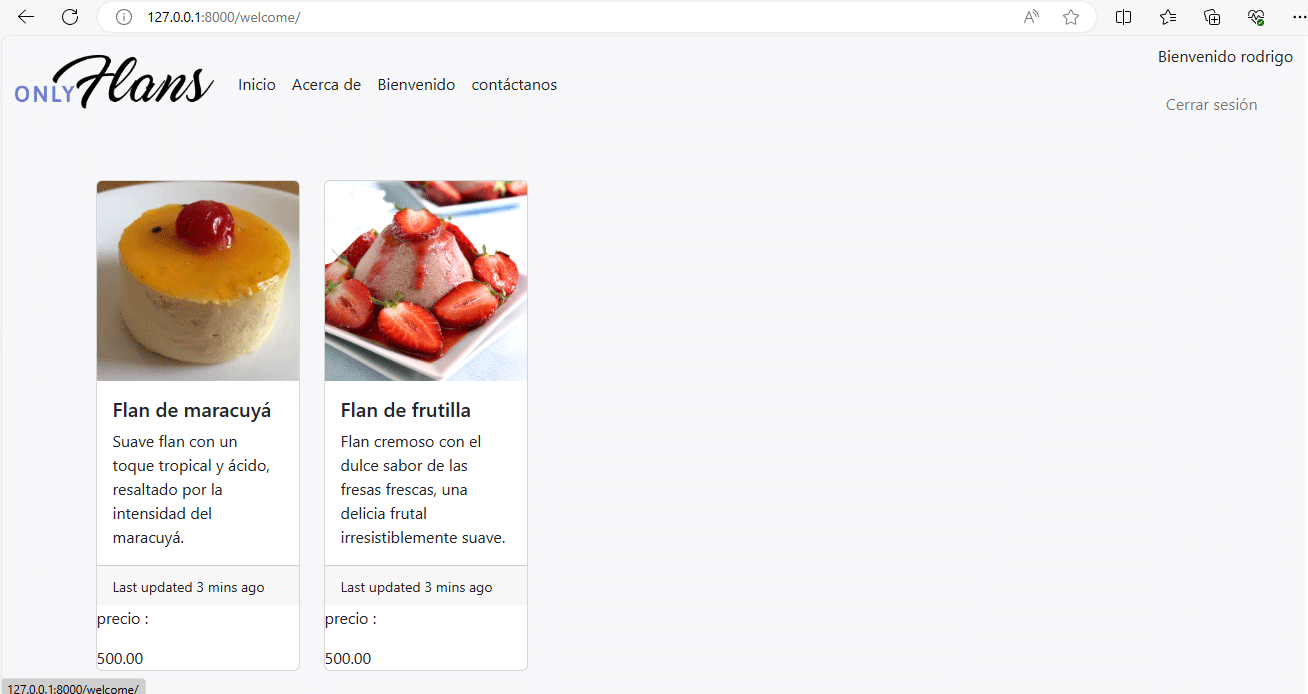 127.0.0.1:8000/welcome/
Bienvenido rodrigo
ONLY Flans
Inicio Acerca de Bienvenido contáctanos
Cerrar sesión
Flan de maracuyá
Suave flan con un
toque tropical y ácido,
resaltado por la
intensidad del
maracuyá.
Last updated 3 mins ago
precio :
500.00
Flan de frutilla
Flan cremoso con el
dulce sabor de las
fresas frescas, una
delicia frutal
irresistiblemente suave.
Last updated 3 mins ago
precio :
500.00
127.0.0.1:8000/welcome/